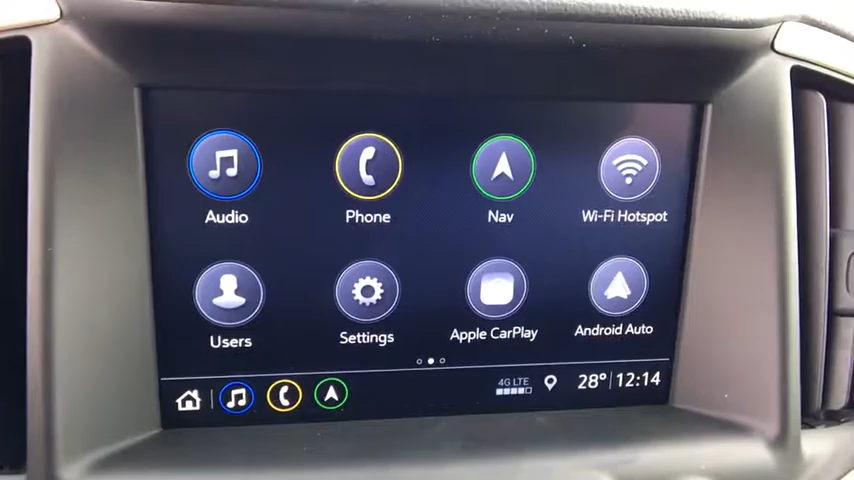 Audio Phone Nav Wi-Fi Hotspot
Users Settings Apple CarPlay Android Auto
4G LTE 28° 12:14